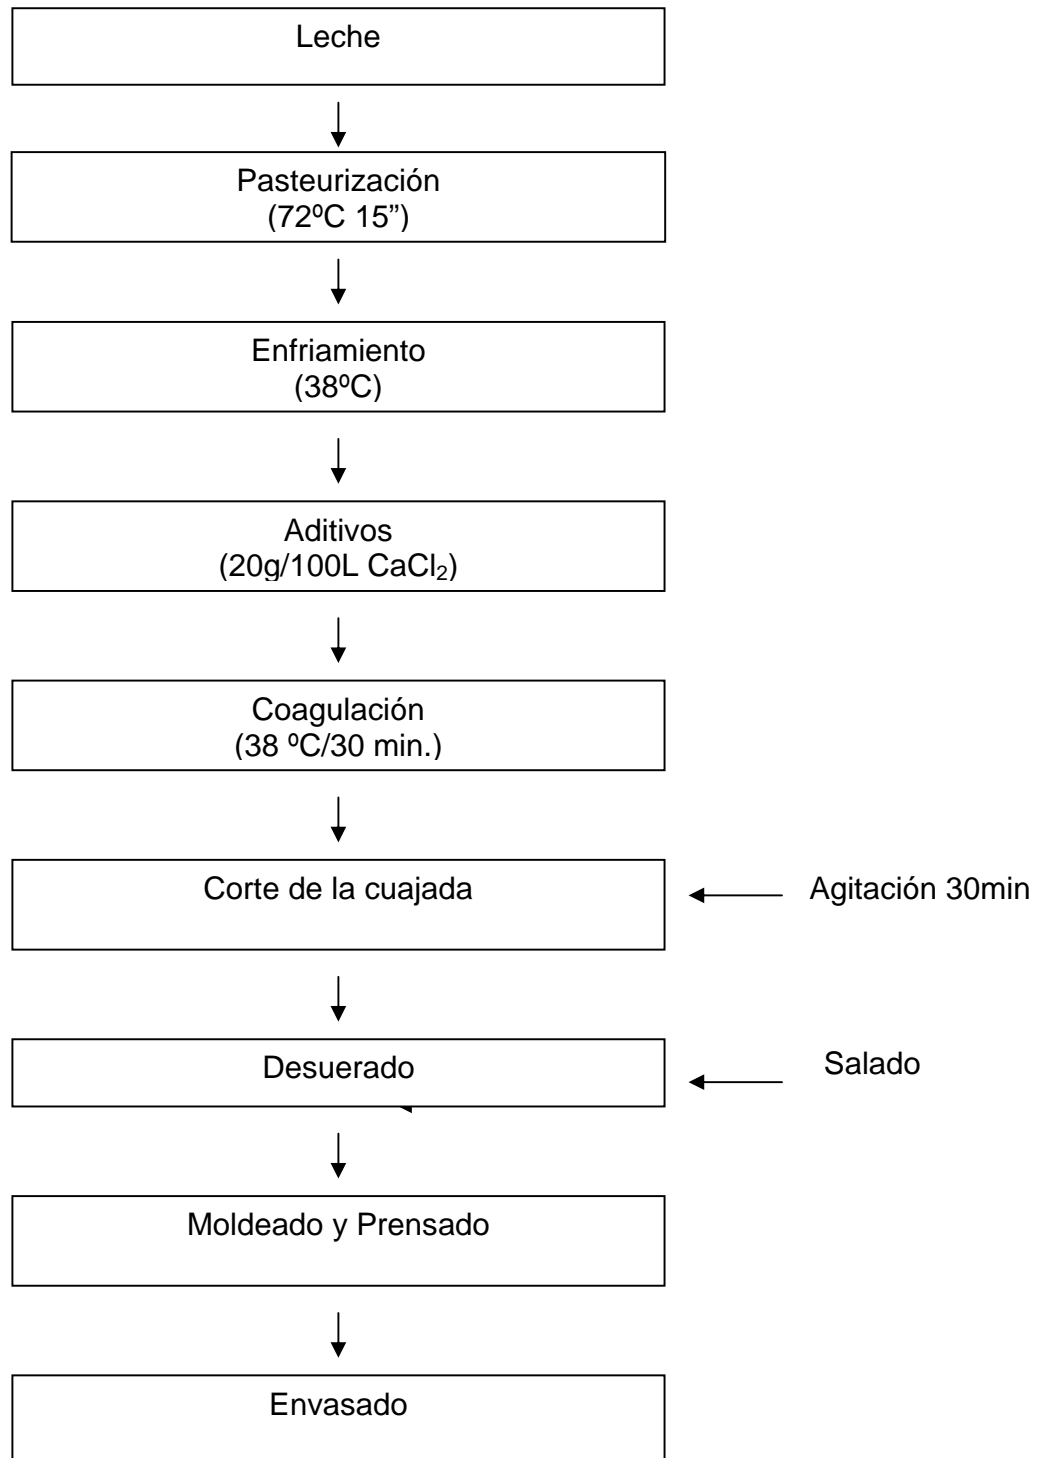 Leche
Pasteurización
(72ºC 15”)
Enfriamiento
(38ºC)
Aditivos
(20g/100L CaCl₂)
Coagulación
(38 ºC/30 min.)
Corte de la cuajada
Agitación 30min
Desuerado
Salado
Moldeado y Prensado
Envasado